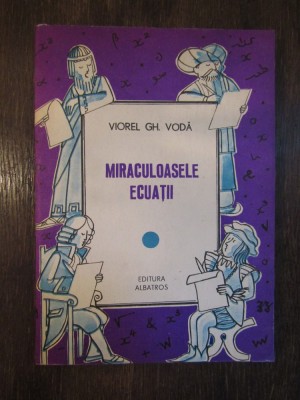 VIOREL GH. VODĂ
MIRACULOASELE
ECUAȚII
EDITURA
ALBATROS